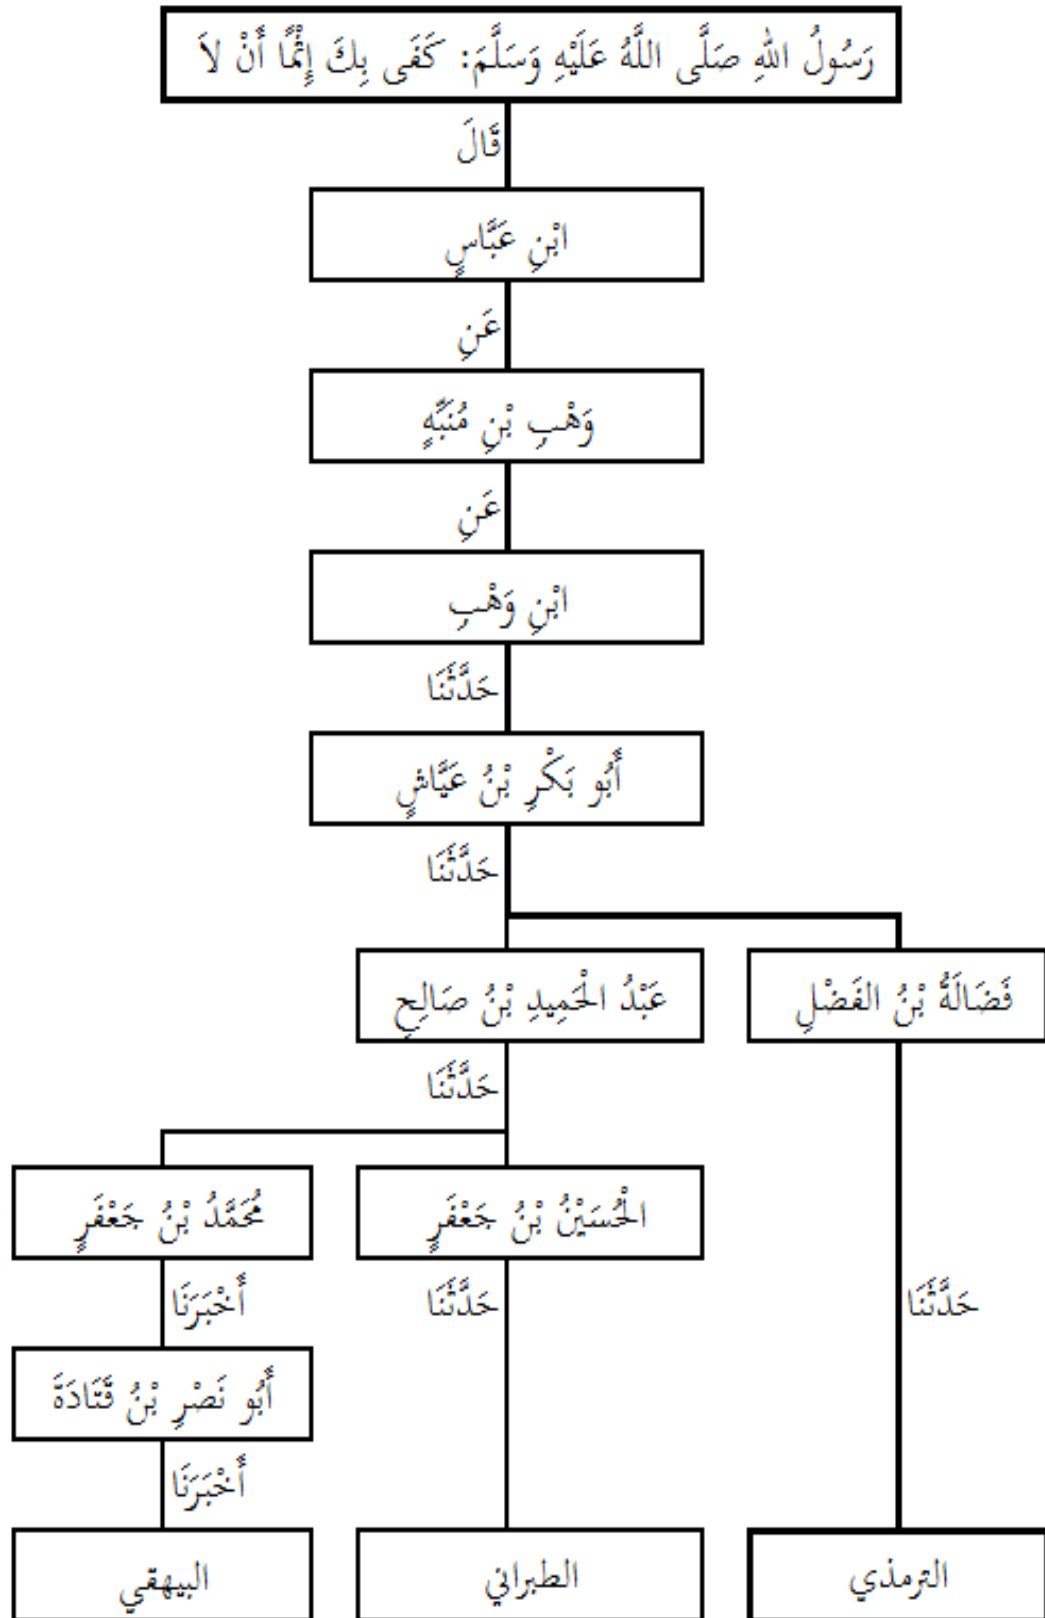 رَسُولُ اللهِ صَلَّى اللَّهُ عَلَيْهِ وَسَلَّمَ: كَفَى بِكَ إِثْمًا أَنْ لاَ
قَالَ
ابْنِ عَبَّاسٍ
عَنِ
وَهْبِ بْنِ مُنَبِّهٍ
عَنِ
ابْنِ وَهْبِ
حَدَّثَنَا
أَبُو بَكْرِ بْنُ عَيَّاشٍ
حَدَّثَنَا
فَضَالَةُ بْنُ الفَضْلِ
عَبْدُ الْحَمِيدِ بْنُ صَالِحٍ
حَدَّثَنَا
الْحُسَيْنُ بْنُ جَعْفَرٍ
مُحَمَّدُ بْنُ جَعْفَرٍ
حَدَّثَنَا
حَدَّثَنَا
أَخْبَرَنَا
أَبُو نَصْرِ بْنُ قَتَادَةَ
أَخْبَرَنَا
الترمذي
الطبراني
البيهقي